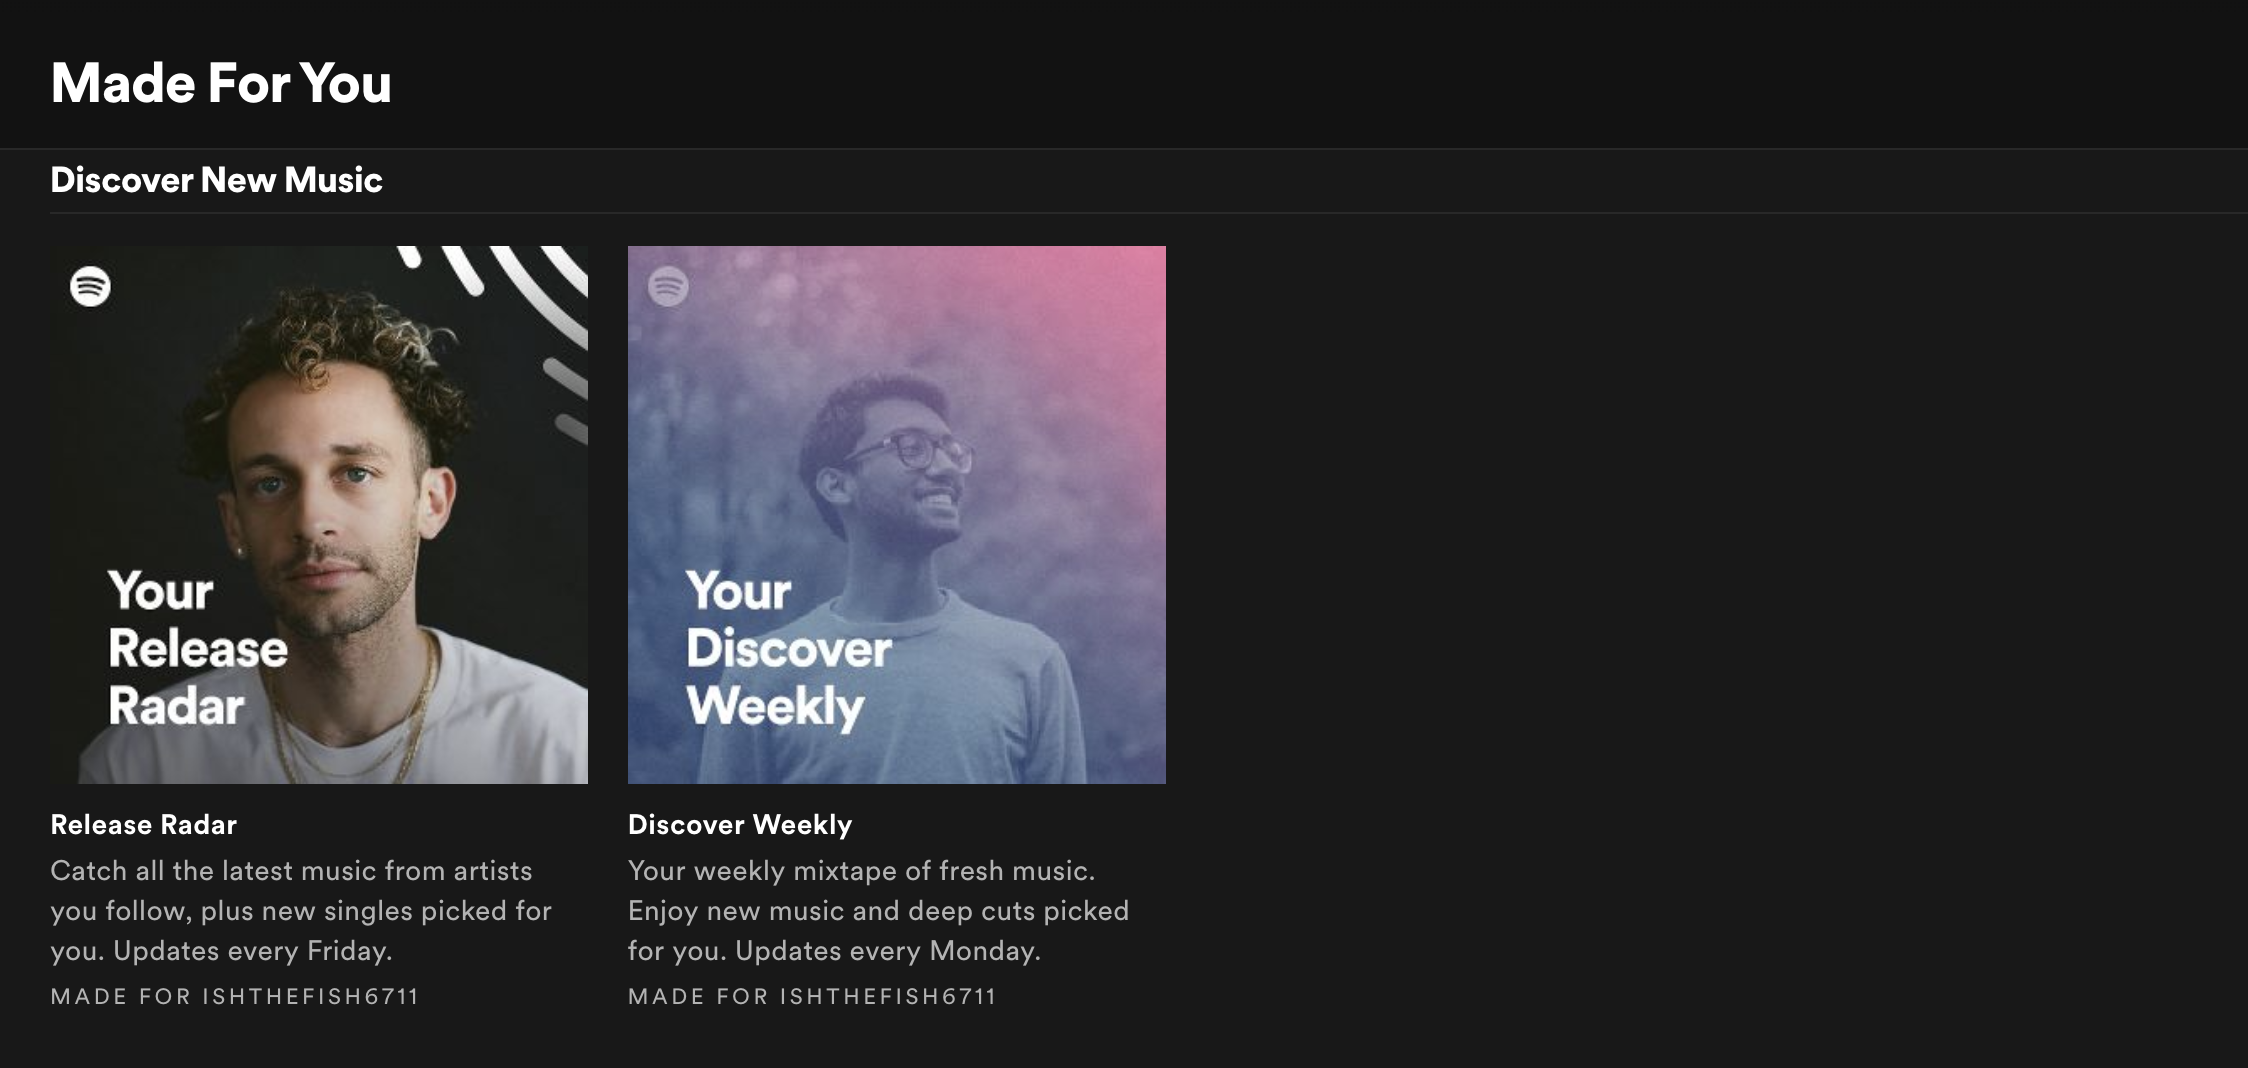 Made For You
Discover New Music
Your
Release
Radar
Release Radar
Catch all the latest music from artists
you follow, plus new singles picked for
you. Updates every Friday.
MADE FOR ISHTHEFISH6711
Your
Discover
Weekly
Discover Weekly
Your weekly mixtape of fresh music.
Enjoy new music and deep cuts picked
for you. Updates every Monday.
MADE FOR ISHTHEFISH6711